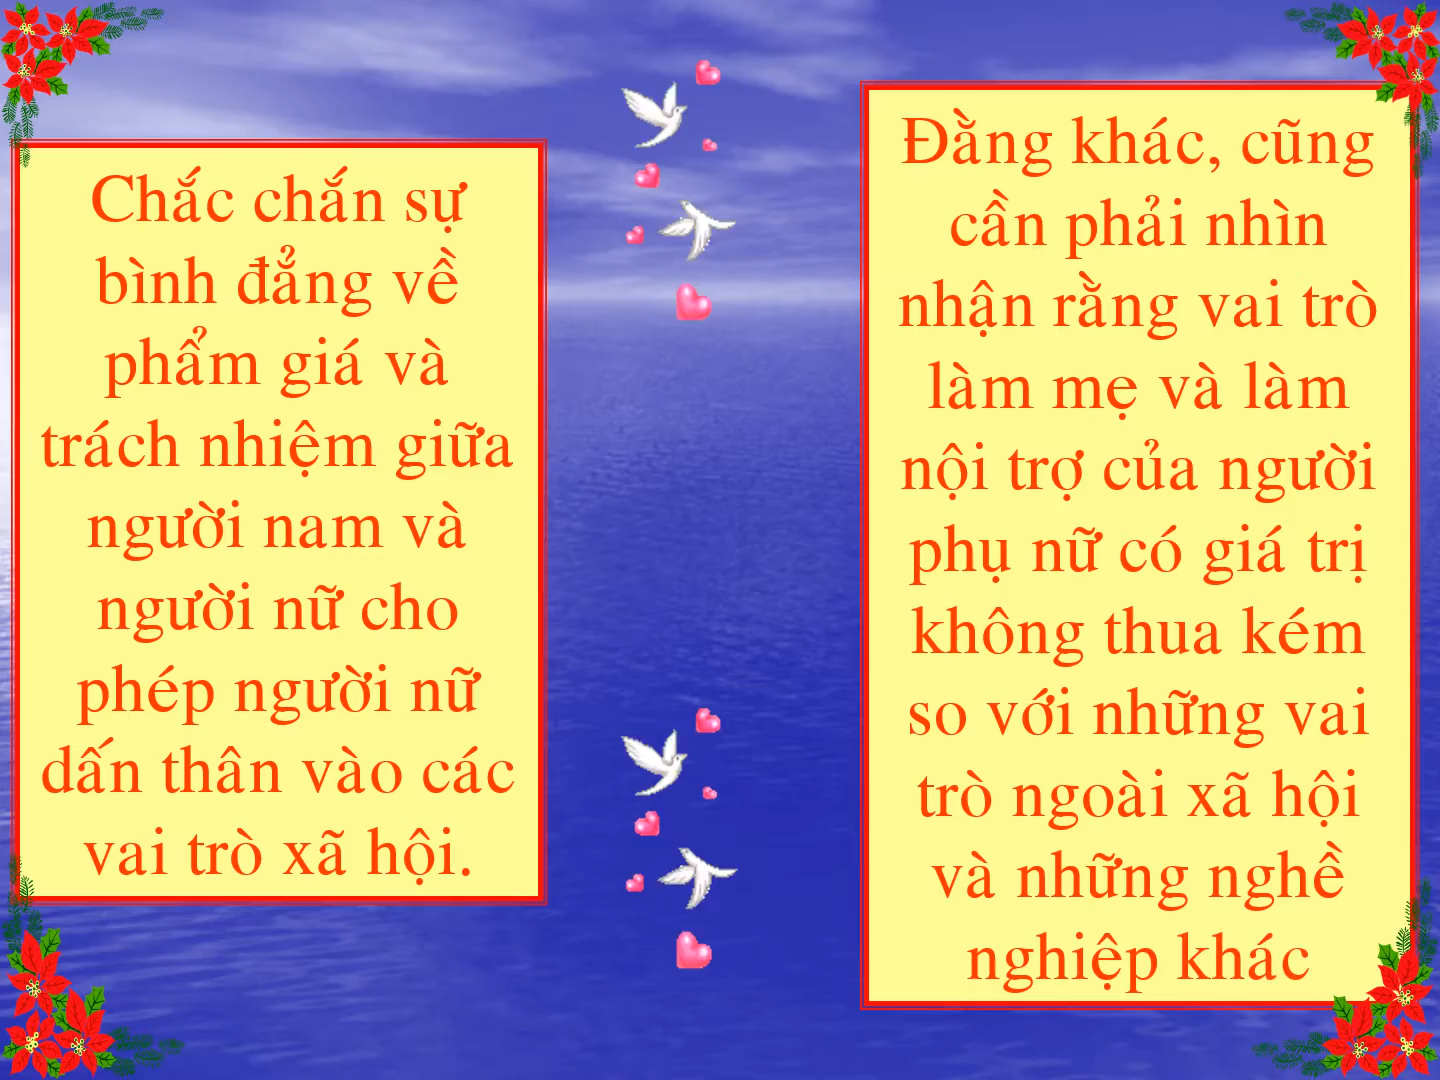 Chắc chắn sự
bình đẳng về
phẩm giá và
trách nhiệm giữa
người nam và
người nữ cho
phép người nữ
dấn thân vào các
vai trò xã hội.
Đằng khác, cũng
cần phải nhìn
nhận rằng vai trò
làm mẹ và làm
nội trợ của người
phụ nữ có giá trị
không thua kém
so với những vai
trò ngoài xã hội
và những nghề
nghiệp khác